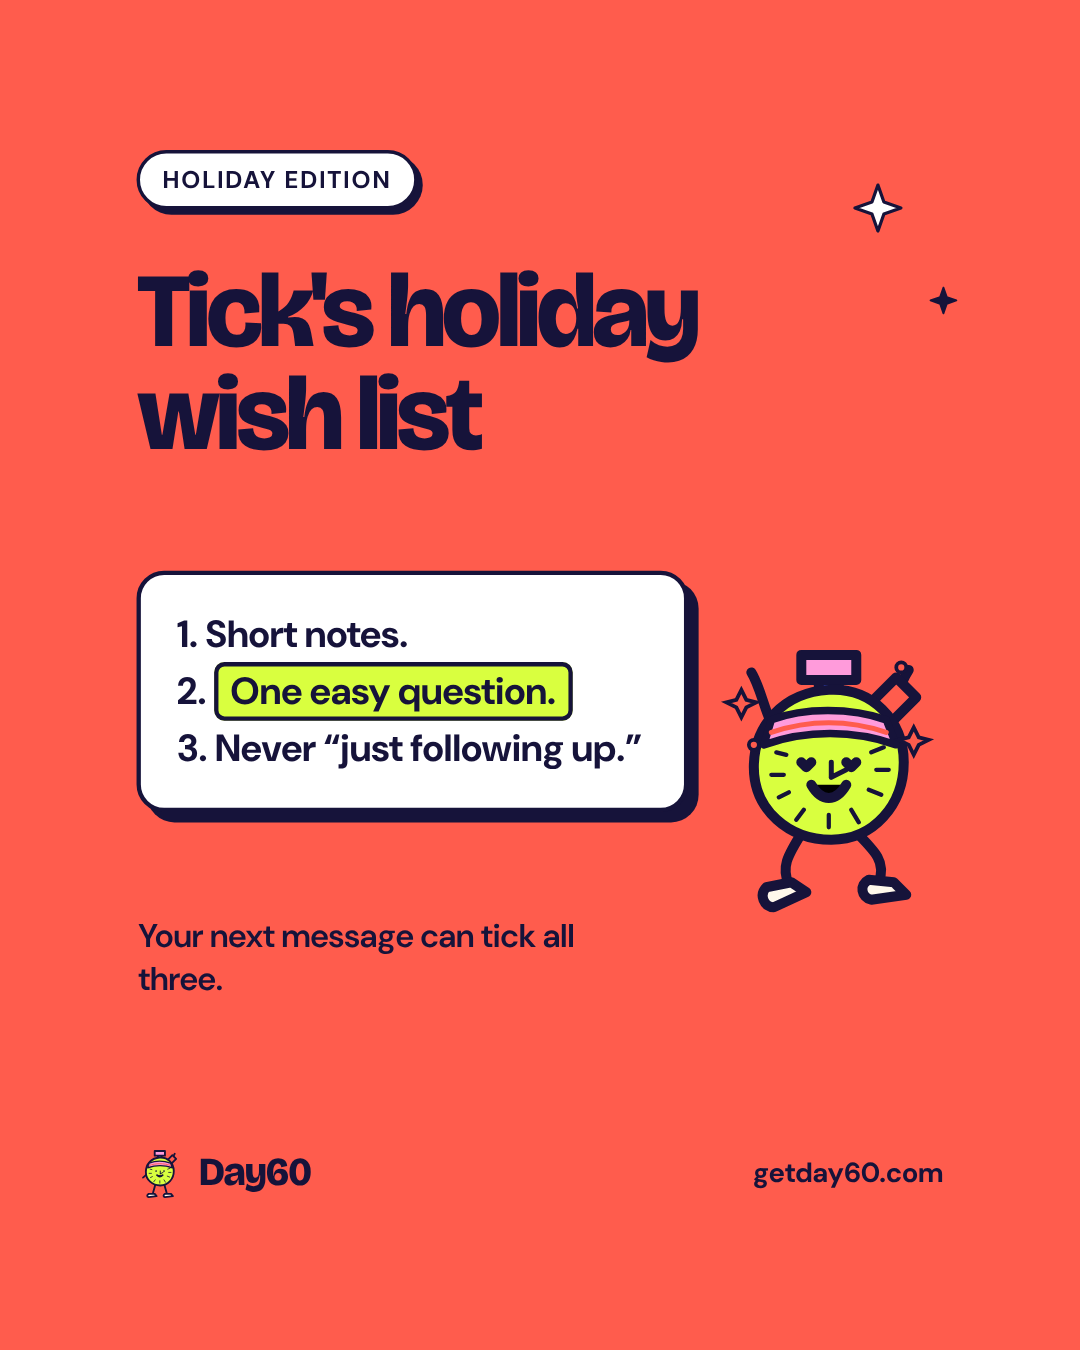 HOLIDAY EDITION
Tick's holiday
wish list
1. Short notes.
2. One easy question.
3. Never “just following up.”
Your next message can tick all
three.
Day60
getday60.com